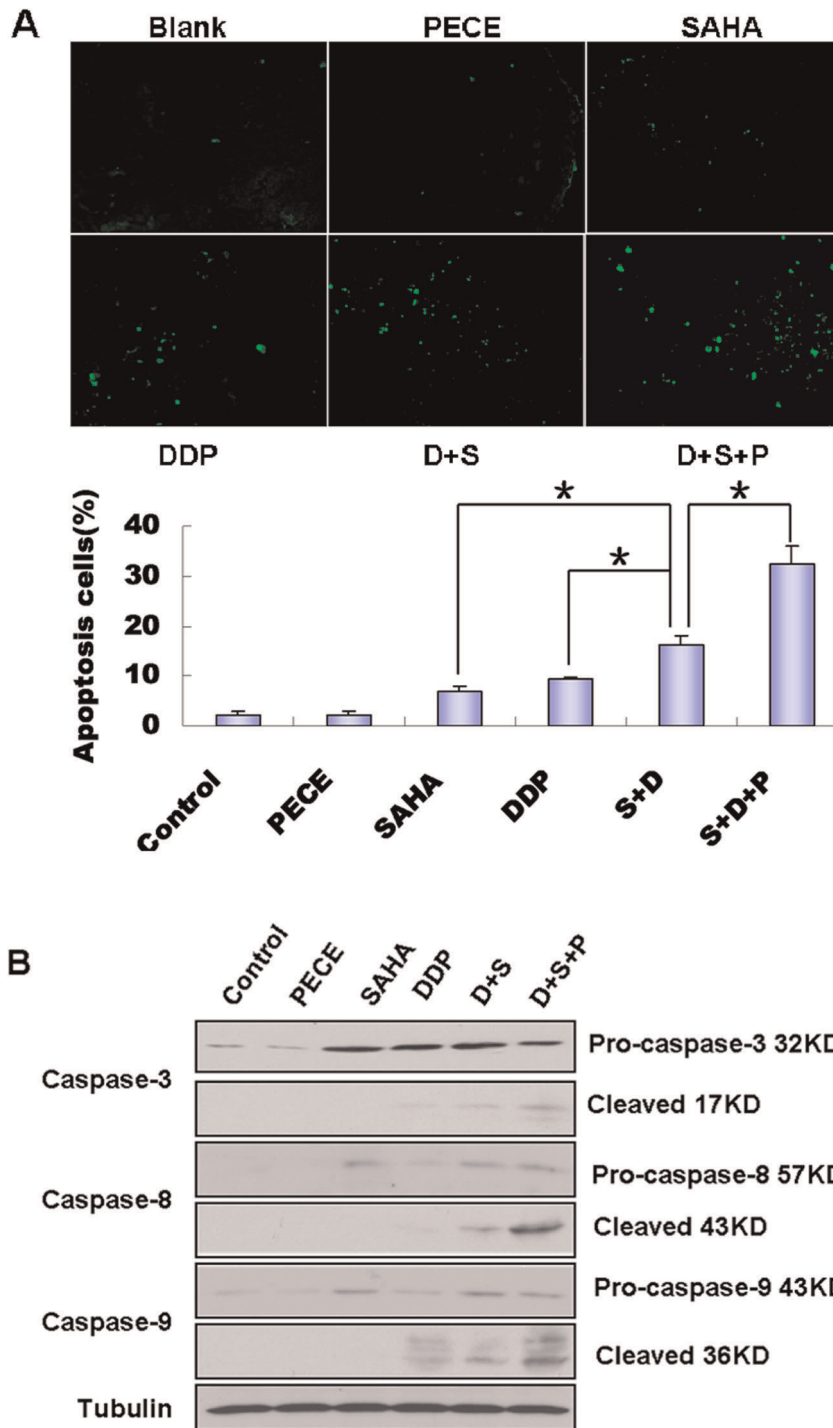 A
Blank PECE SAHA
DDP D+S D+S+P
* *
*
Apoptosis cells(%)
40
30
20
10
0
Control PECE SAHA DDP S+D S+D+P
B
Control PECE SAHA DDP D+S D+S+P
Caspase-3
Pro-caspase-3 32KD
Cleaved 17KD
Caspase-8
Pro-caspase-8 57KD
Cleaved 43KD
Caspase-9
Pro-caspase-9 43KD
Cleaved 36KD
Tubulin